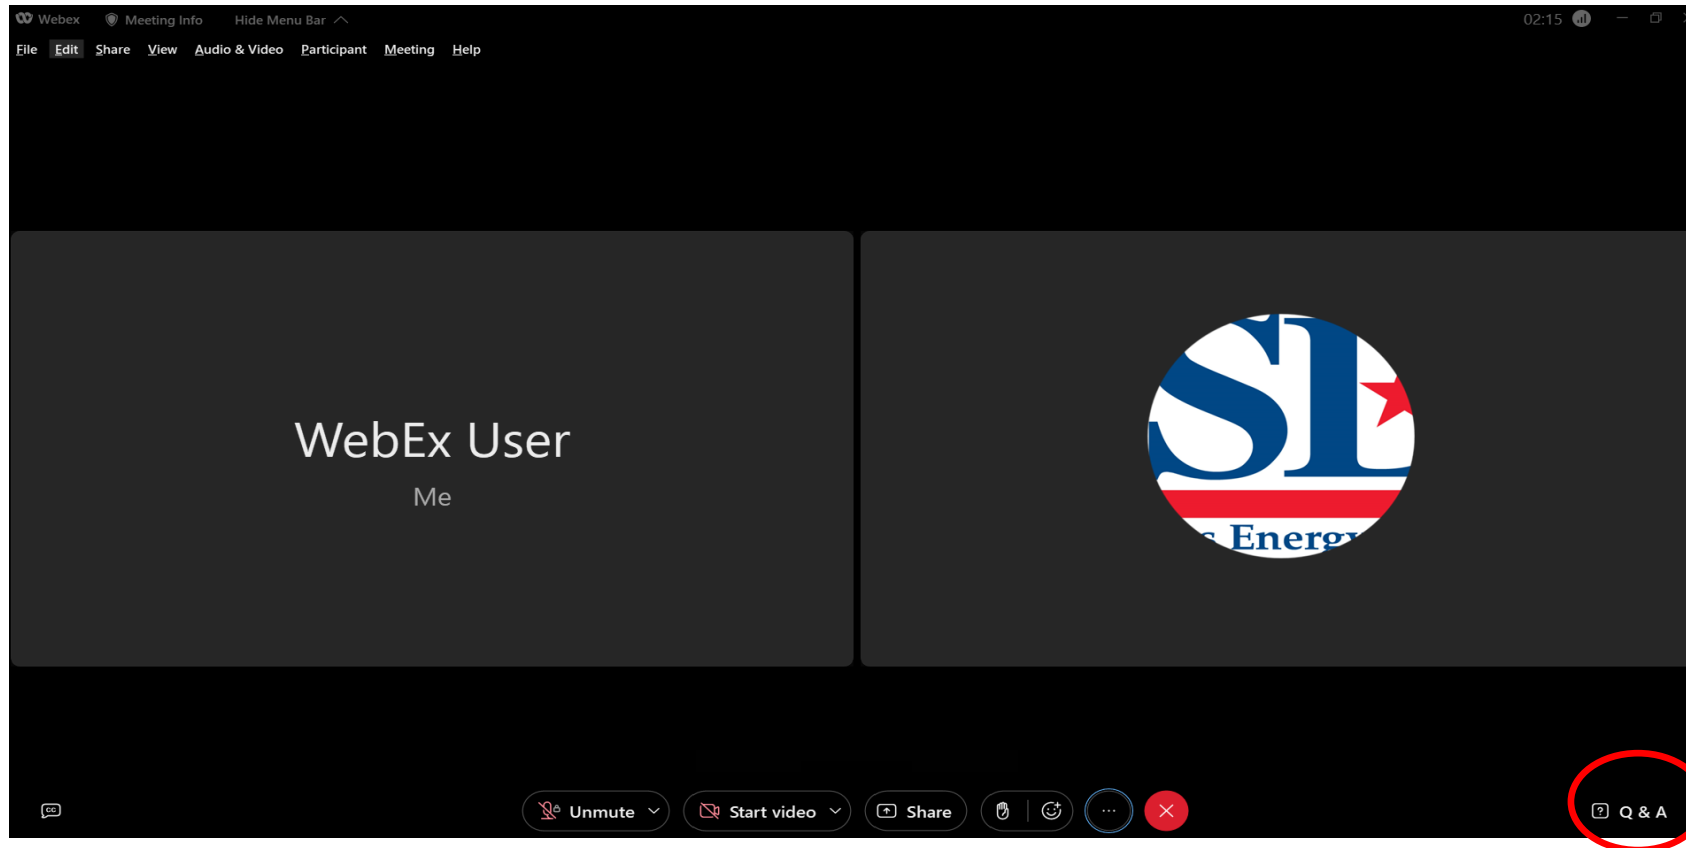 Webex Meeting Info Hide Menu Bar 02:15
File Edit Share View Audio & Video Participant Meeting Help
WebEx User
Me
SL
s Energy
CC Unmute Start video Share ? Q & A